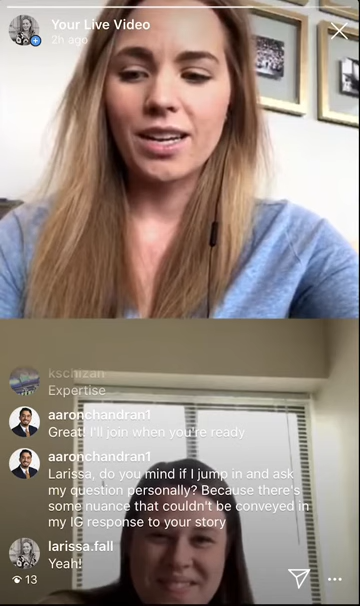 Your Live Video
2h ago
kschizan
Expertise
aaronchandran1
Great! I'll join when you're ready
aaronchandran1
Larissa, do you mind if I jump in and ask
my question personally? Because there's
some nuance that couldn't be conveyed in
my IG response to your story
larissa.fall
Yeah!
13